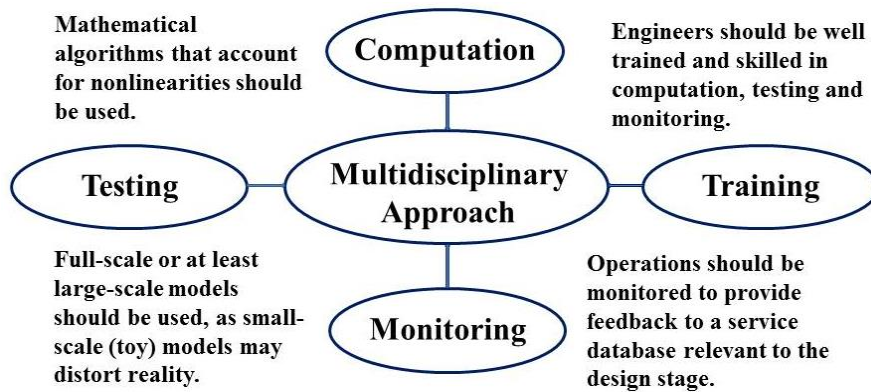 Mathematical
algorithms that account
for nonlinearities should
be used.
Computation
Engineers should be well
trained and skilled in
computation, testing and
monitoring.
Testing
Multidisciplinary
Approach
Training
Full-scale or at least
large-scale models
should be used, as small-
scale (toy) models may
distort reality.
Monitoring
Operations should be
monitored to provide
feedback to a service
database relevant to the
design stage.